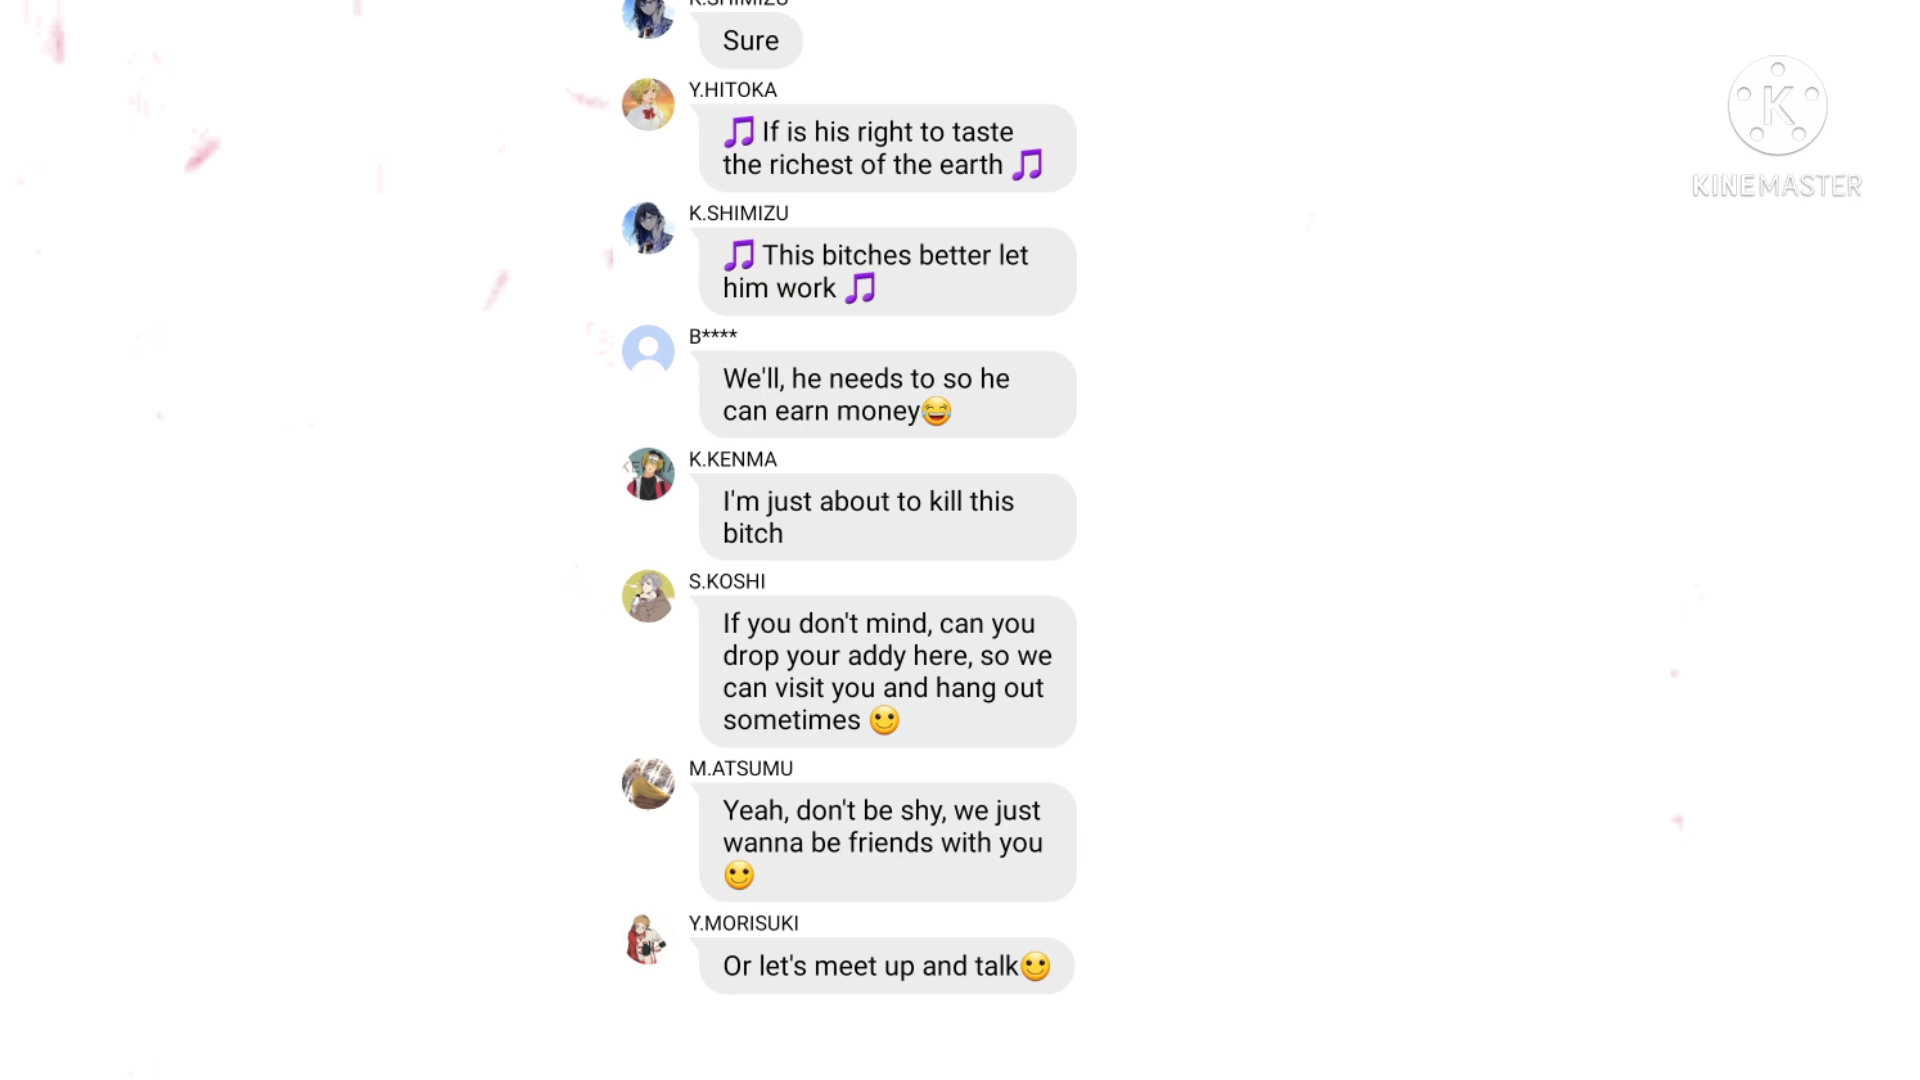 K.SHIMIZU
Sure
Y.HITOKA
🎵 If is his right to taste
the richest of the earth 🎵
K.SHIMIZU
🎵 This bitches better let
him work 🎵
B****
We'll, he needs to so he
can earn money😂
K.KENMA
I'm just about to kill this
bitch
S.KOSHI
If you don't mind, can you
drop your addy here, so we
can visit you and hang out
sometimes 🙂
M.ATSUMU
Yeah, don't be shy, we just
wanna be friends with you
🙂
Y.MORISUKI
Or let's meet up and talk🙂
K
KINEMASTER